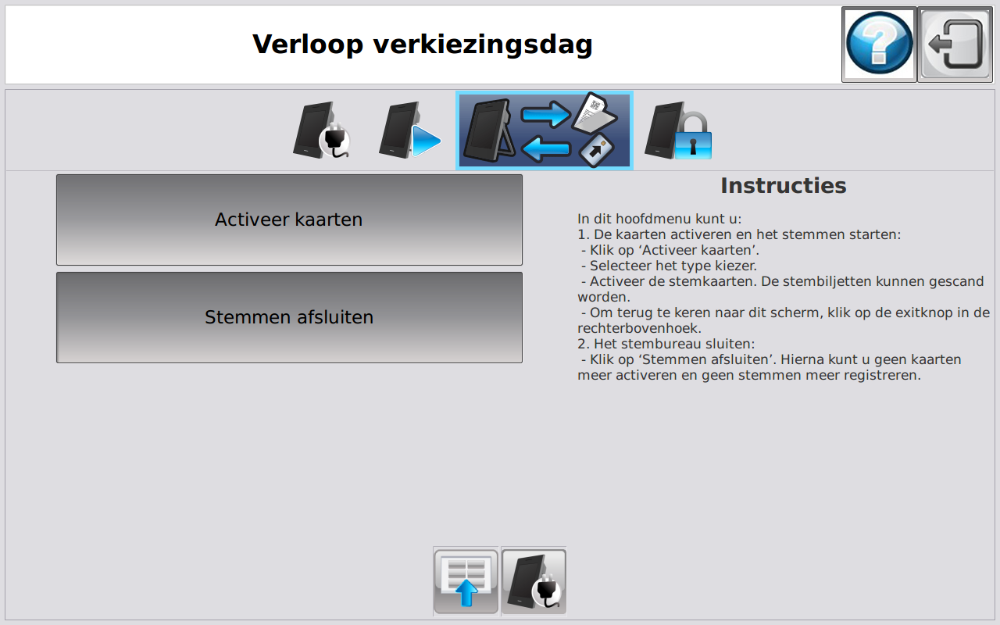 Verloop verkiezingsdag
Activeer kaarten
Stemmen afsluiten
Instructies
In dit hoofdmenu kunt u:
1. De kaarten activeren en het stemmen starten:
- Klik op ‘Activeer kaarten’.
- Selecteer het type kiezer.
- Activeer de stemkaarten. De stembiljetten kunnen gescand
worden.
- Om terug te keren naar dit scherm, klik op de exitknop in de
rechterbovenhoek.
2. Het stembureau sluiten:
- Klik op ‘Stemmen afsluiten’. Hierna kunt u geen kaarten
meer activeren en geen stemmen meer registreren.